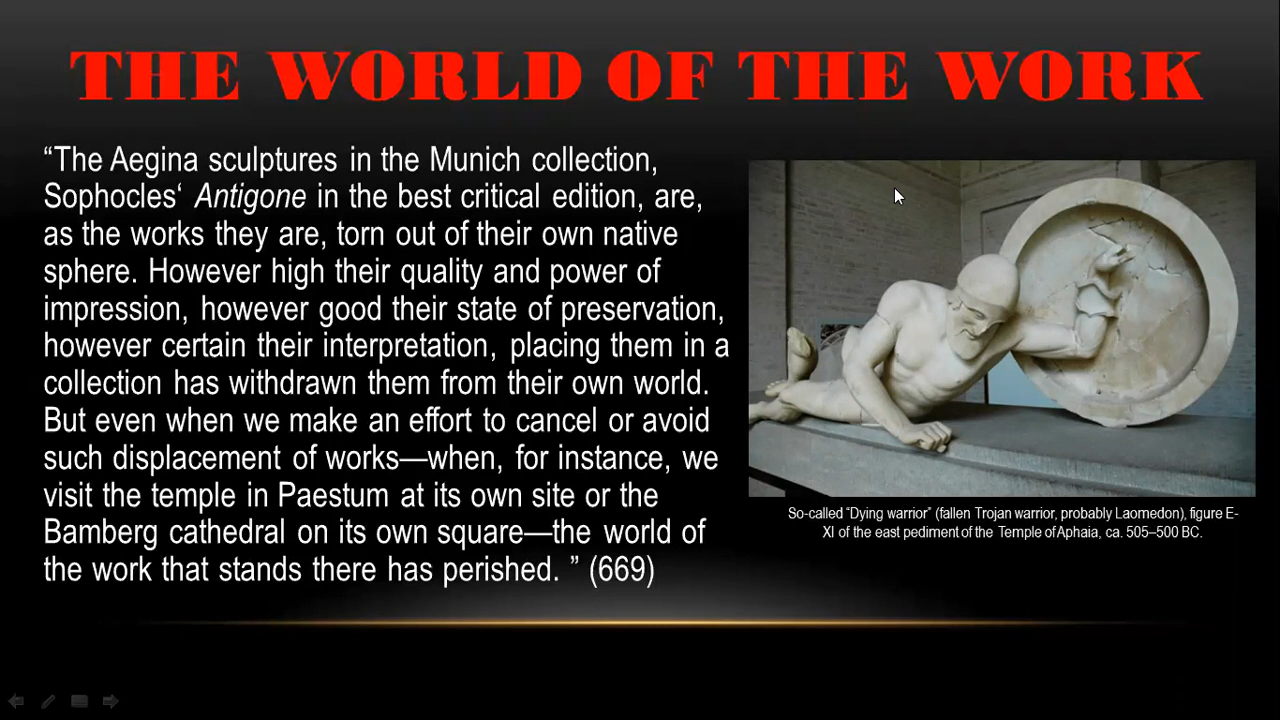 THE WORLD OF THE WORK
“The Aegina sculptures in the Munich collection,
Sophocles‘ Antigone in the best critical edition, are,
as the works they are, torn out of their own native
sphere. However high their quality and power of
impression, however good their state of preservation,
however certain their interpretation, placing them in a
collection has withdrawn them from their own world.
But even when we make an effort to cancel or avoid
such displacement of works—when, for instance, we
visit the temple in Paestum at its own site or the
Bamberg cathedral on its own square—the world of
the work that stands there has perished. ” (669)
So-called “Dying warrior” (fallen Trojan warrior, probably Laomedon), figure E-
XI of the east pediment of the Temple of Aphaia, ca. 505–500 BC.